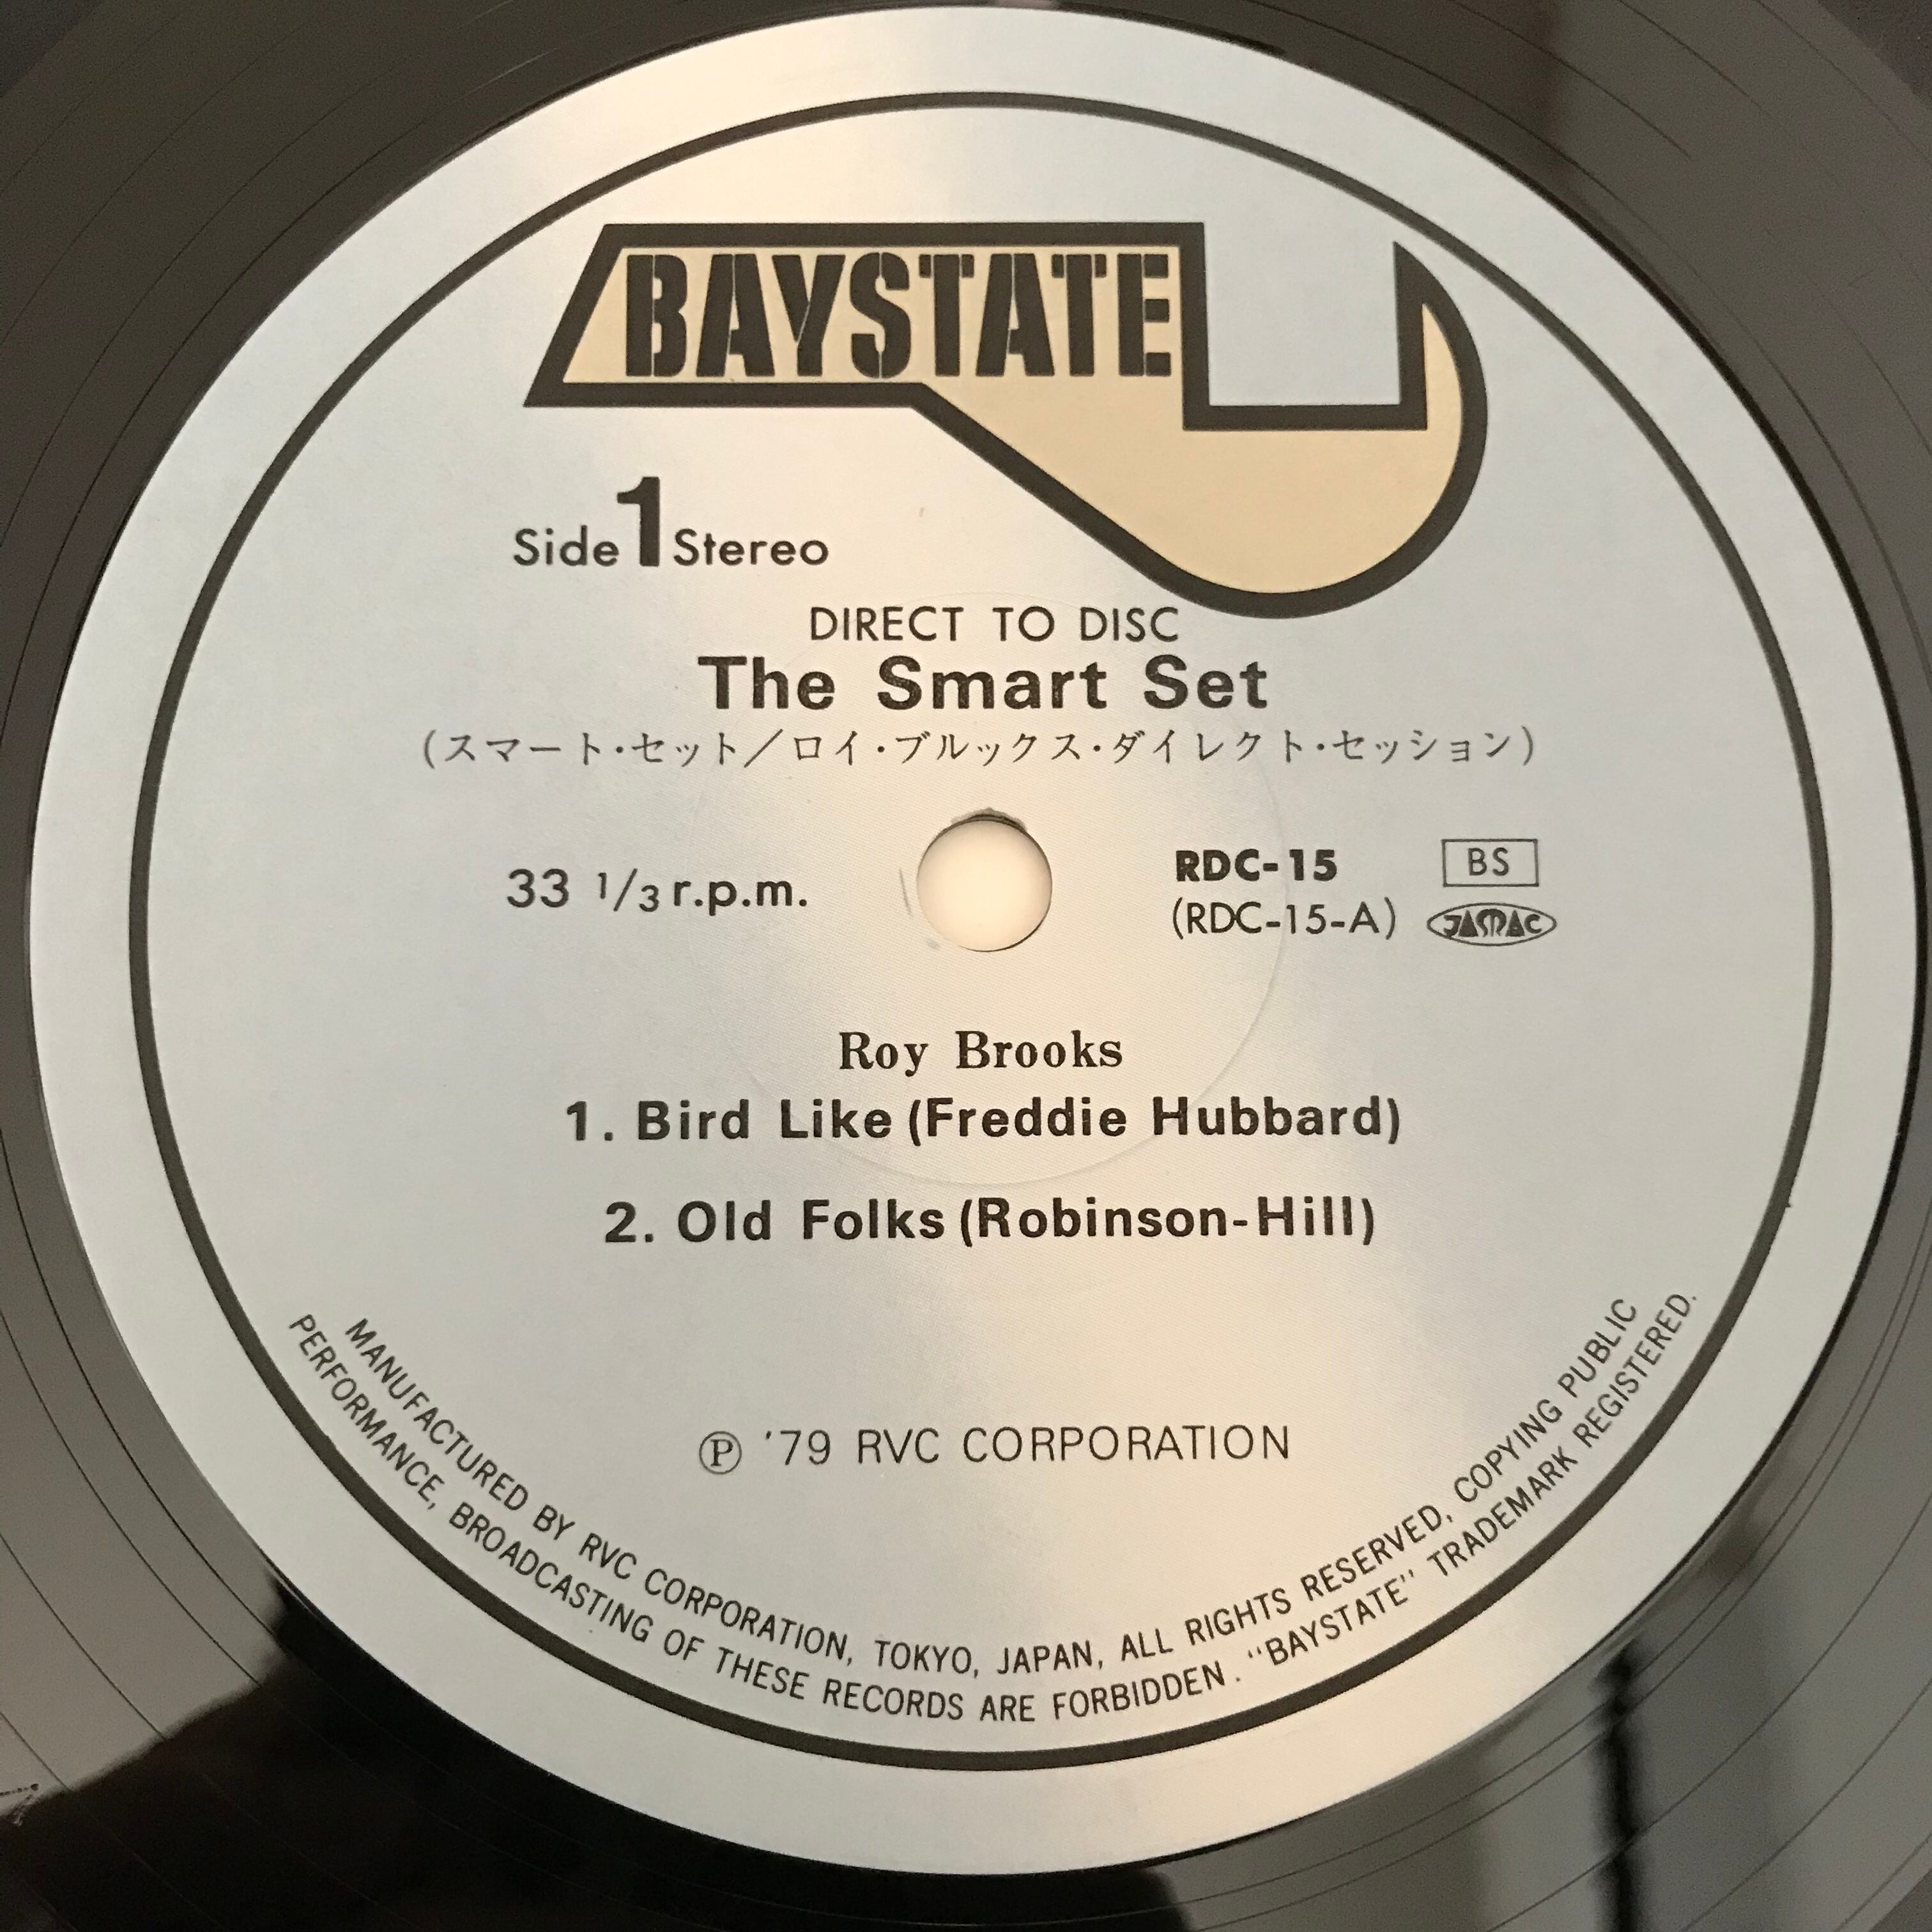 BAYSTATE
Side 1 Stereo
DIRECT TO DISC
The Smart Set
(スマート・セット／ロイ・ブルックス・ダイレクト・セッション)
33 1/3 r.p.m.
RDC-15
BS
(RDC-15-A)
JASRAC
Roy Brooks
1. Bird Like (Freddie Hubbard)
2. Old Folks (Robinson-Hill)
Ⓟ '79 RVC CORPORATION
MANUFACTURED BY RVC CORPORATION, TOKYO, JAPAN, ALL RIGHTS RESERVED, COPYING PUBLIC
PERFORMANCE, BROADCASTING OF THESE RECORDS ARE FORBIDDEN. "BAYSTATE" TRADEMARK REGISTERED.